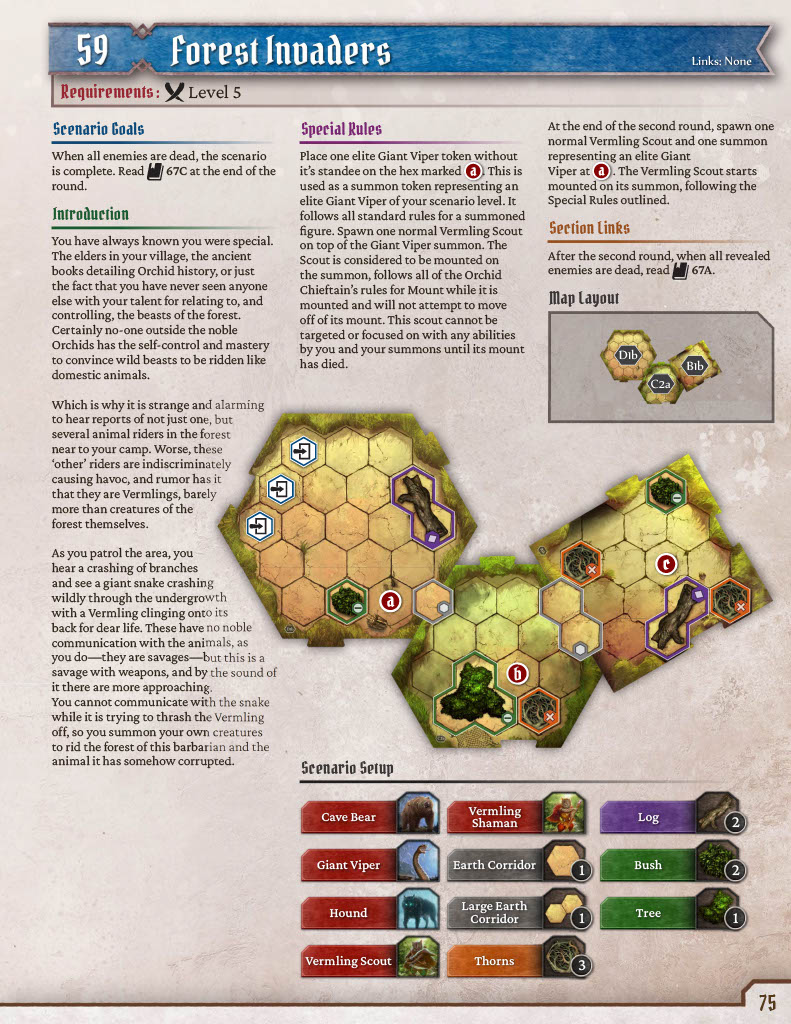 59
Forest Invaders
Links: None
Requirements: Level 5
Scenario Goals
When all enemies are dead, the scenario
is complete. Read 67C at the end of the
round.
Introduction
You have always known you were special.
The elders in your village, the ancient
books detailing Orchid history, or just
the fact that you have never seen anyone
else with your talent for relating to, and
controlling, the beasts of the forest.
Certainly no-one outside the noble
Orchids has the self-control and mastery
to convince wild beasts to be ridden like
domestic animals.
Which is why it is strange and alarming
to hear reports of not just one, but
several animal riders in the forest
near to your camp. Worse, these
‘other’ riders are indiscriminately
causing havoc, and rumor has it
that they are Vermlings, barely
more than creatures of the
forest themselves.
As you patrol the area, you
hear a crashing of branches
and see a giant snake crashing
wildly through the undergrowth
with a Vermling clinging onto its
back for dear life. These have no noble
communication with the animals, as
you do—they are savages—but this is a
savage with weapons, and by the sound of
it there are more approaching.
You cannot communicate with the snake
while it is trying to thrash the Vermling
off, so you summon your own creatures
to rid the forest of this barbarian and the
animal it has somehow corrupted.
Special Rules
Place one elite Giant Viper token without
it’s standee on the hex marked a. This is
used as a summon token representing an
elite Giant Viper of your scenario level. It
follows all standard rules for a summoned
figure. Spawn one normal Vermling Scout
on top of the Giant Viper summon. The
Scout is considered to be mounted on
the summon, follows all of the Orchid
Chieftain’s rules for Mount while it is
mounted and will not attempt to move
off of its mount. This scout cannot be
targeted or focused on with any abilities
by you and your summons until its mount
has died.
At the end of the second round, spawn one
normal Vermling Scout and one summon
representing an elite Giant
Viper at a. The Vermling Scout starts
mounted on its summon, following the
Special Rules outlined.
Section Links
After the second round, when all revealed
enemies are dead, read 67A.
Map Layout
D1b
B1b
C2a
a
b
c
Scenario Setup
Cave Bear
Vermling
Shaman
Log
2
Giant Viper
Earth Corridor
1
Bush
2
Hound
Large Earth
Corridor
1
Tree
1
Vermling Scout
Thorns
3
75